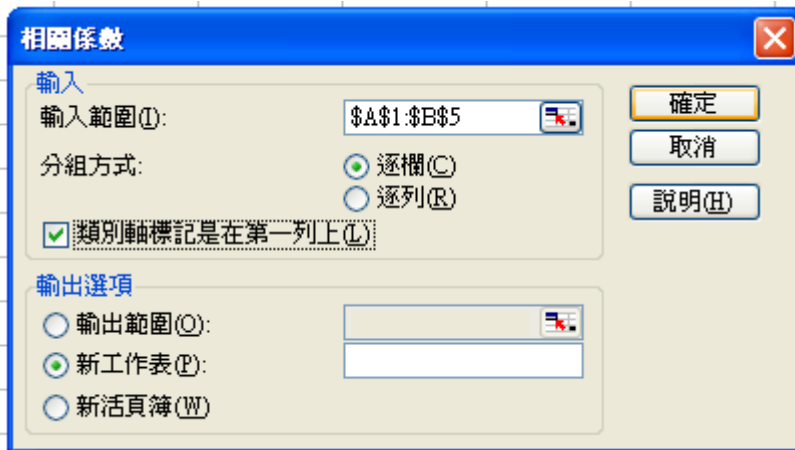 相關係數
輸入
輸入範圍(I):
$A$1:$B$5
確定
取消
分組方式:
逐欄(C)
逐列(R)
說明(H)
類別軸標記是在第一列上(L)
輸出選項
輸出範圍(O):
新工作表(P):
新活頁簿(W)